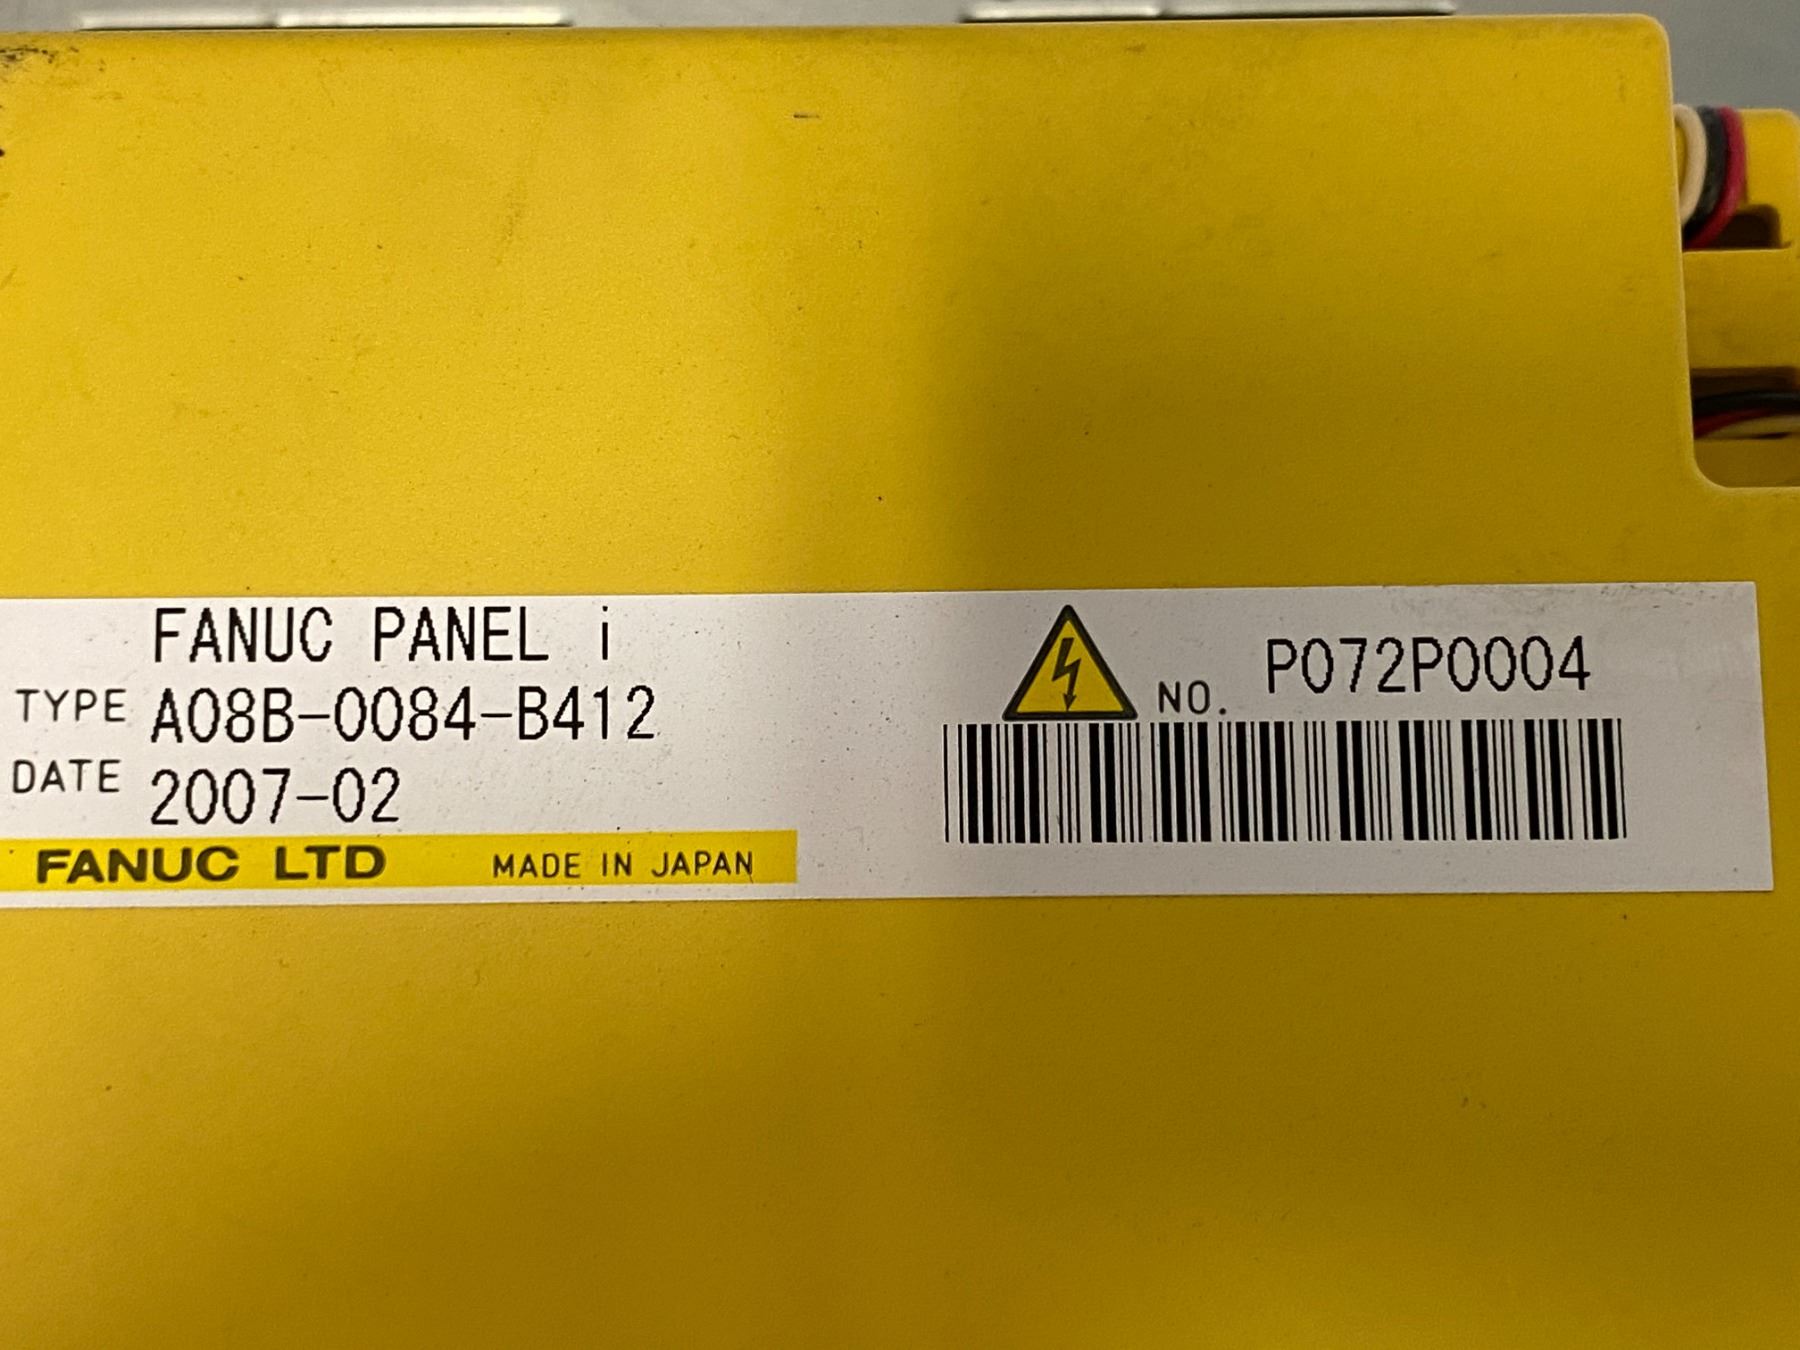 FANUC PANEL i
TYPE A08B-0084-B412
DATE 2007-02
FANUC LTD MADE IN JAPAN
NO. P072P0004